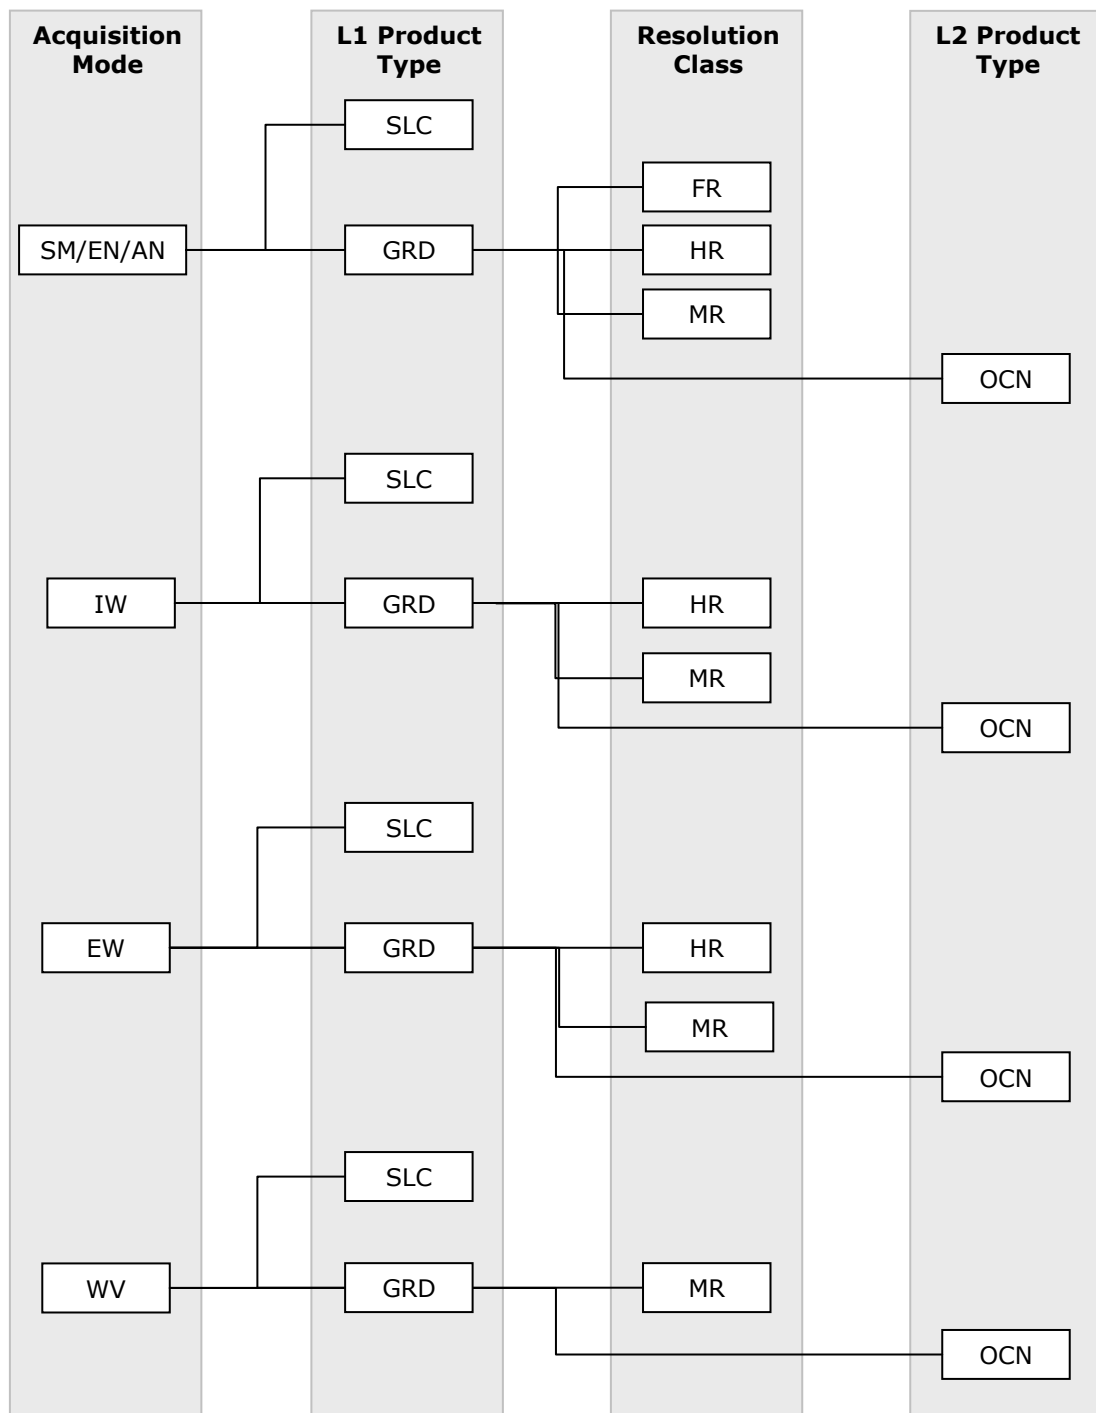 Acquisition
Mode
L1 Product
Type
Resolution
Class
L2 Product
Type
SLC
FR
SM/EN/AN
GRD
HR
MR
OCN
SLC
IW
GRD
HR
MR
OCN
SLC
EW
GRD
HR
MR
OCN
SLC
WV
GRD
MR
OCN